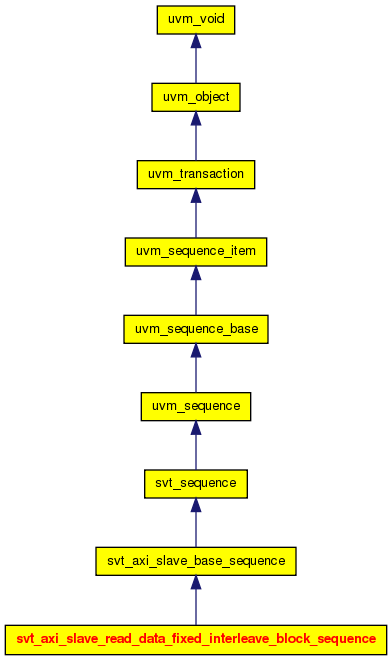 uvm_void
uvm_object
uvm_transaction
uvm_sequence_item
uvm_sequence_base
uvm_sequence
svt_sequence
svt_axi_slave_base_sequence
svt_axi_slave_read_data_fixed_interleave_block_sequence